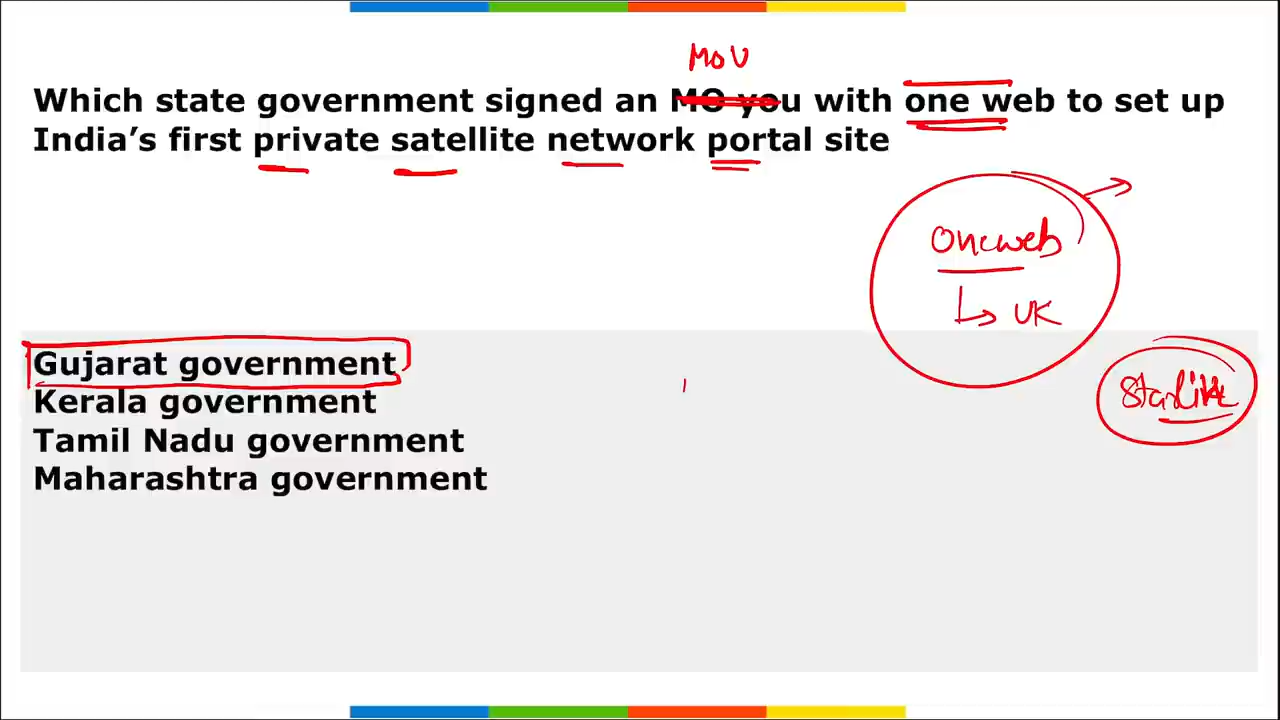 MoU
Which state government signed an MO you with one web to set up
India’s first private satellite network portal site
Oneweb
↳ UK
Gujarat government
Kerala government
Tamil Nadu government
Maharashtra government